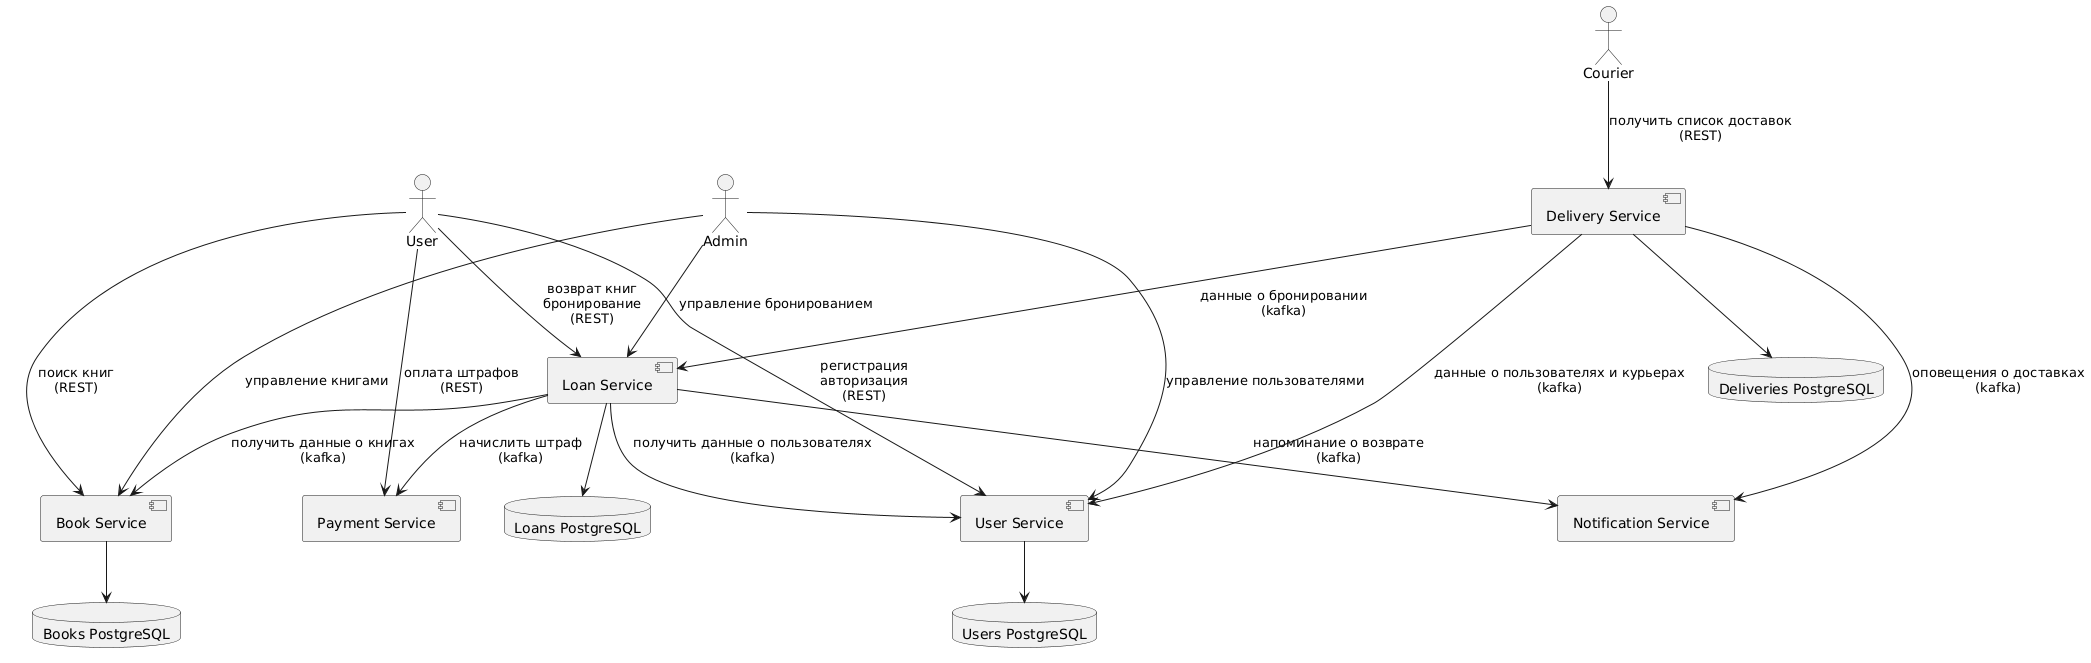 Courier
получить список доставок
(REST)
User
Admin
Delivery Service
возврат книг
бронирование
(REST)
управление бронированием
данные о бронировании
(kafka)
поиск книг
(REST)
управление книгами
оплата штрафов
(REST)
Loan Service
регистрация
авторизация
(REST)
управление пользователями
данные о пользователях и курьерах
(kafka)
Deliveries PostgreSQL
оповещения о доставках
(kafka)
получить данные о книгах
(kafka)
начислить штраф
(kafka)
получить данные о пользователях
(kafka)
напоминание о возврате
(kafka)
Book Service
Payment Service
Loans PostgreSQL
User Service
Notification Service
Books PostgreSQL
Users PostgreSQL